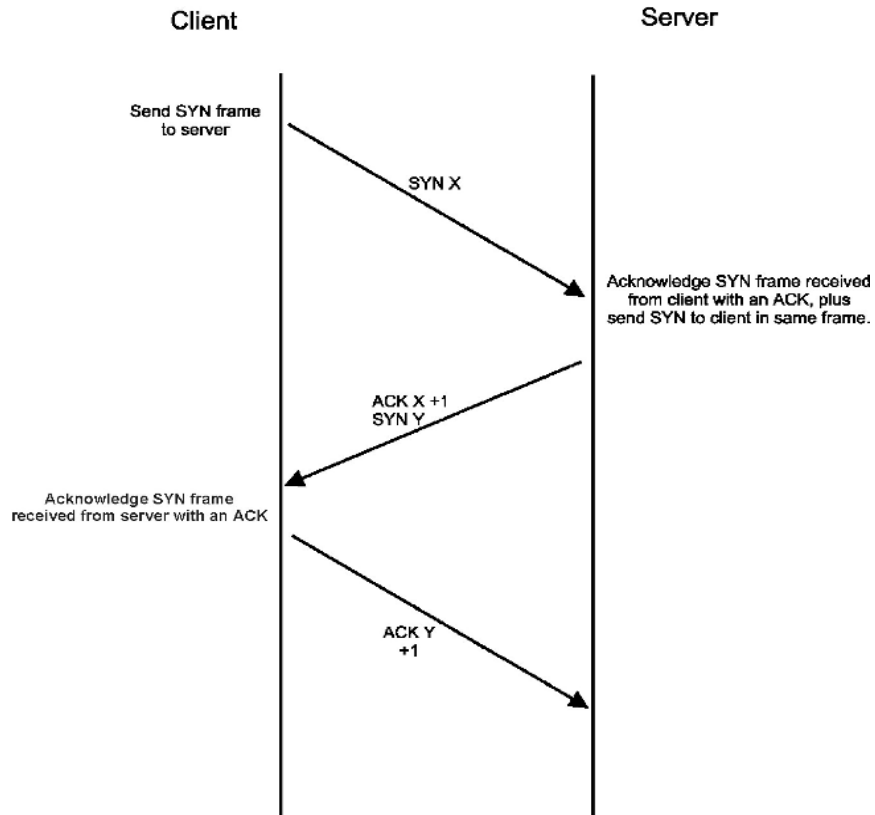 Client
Server
Send SYN frame
to server
SYN X
Acknowledge SYN frame received
from client with an ACK, plus
send SYN to client in same frame.
ACK X +1
SYN Y
Acknowledge SYN frame
received from server with an ACK
ACK Y
+1